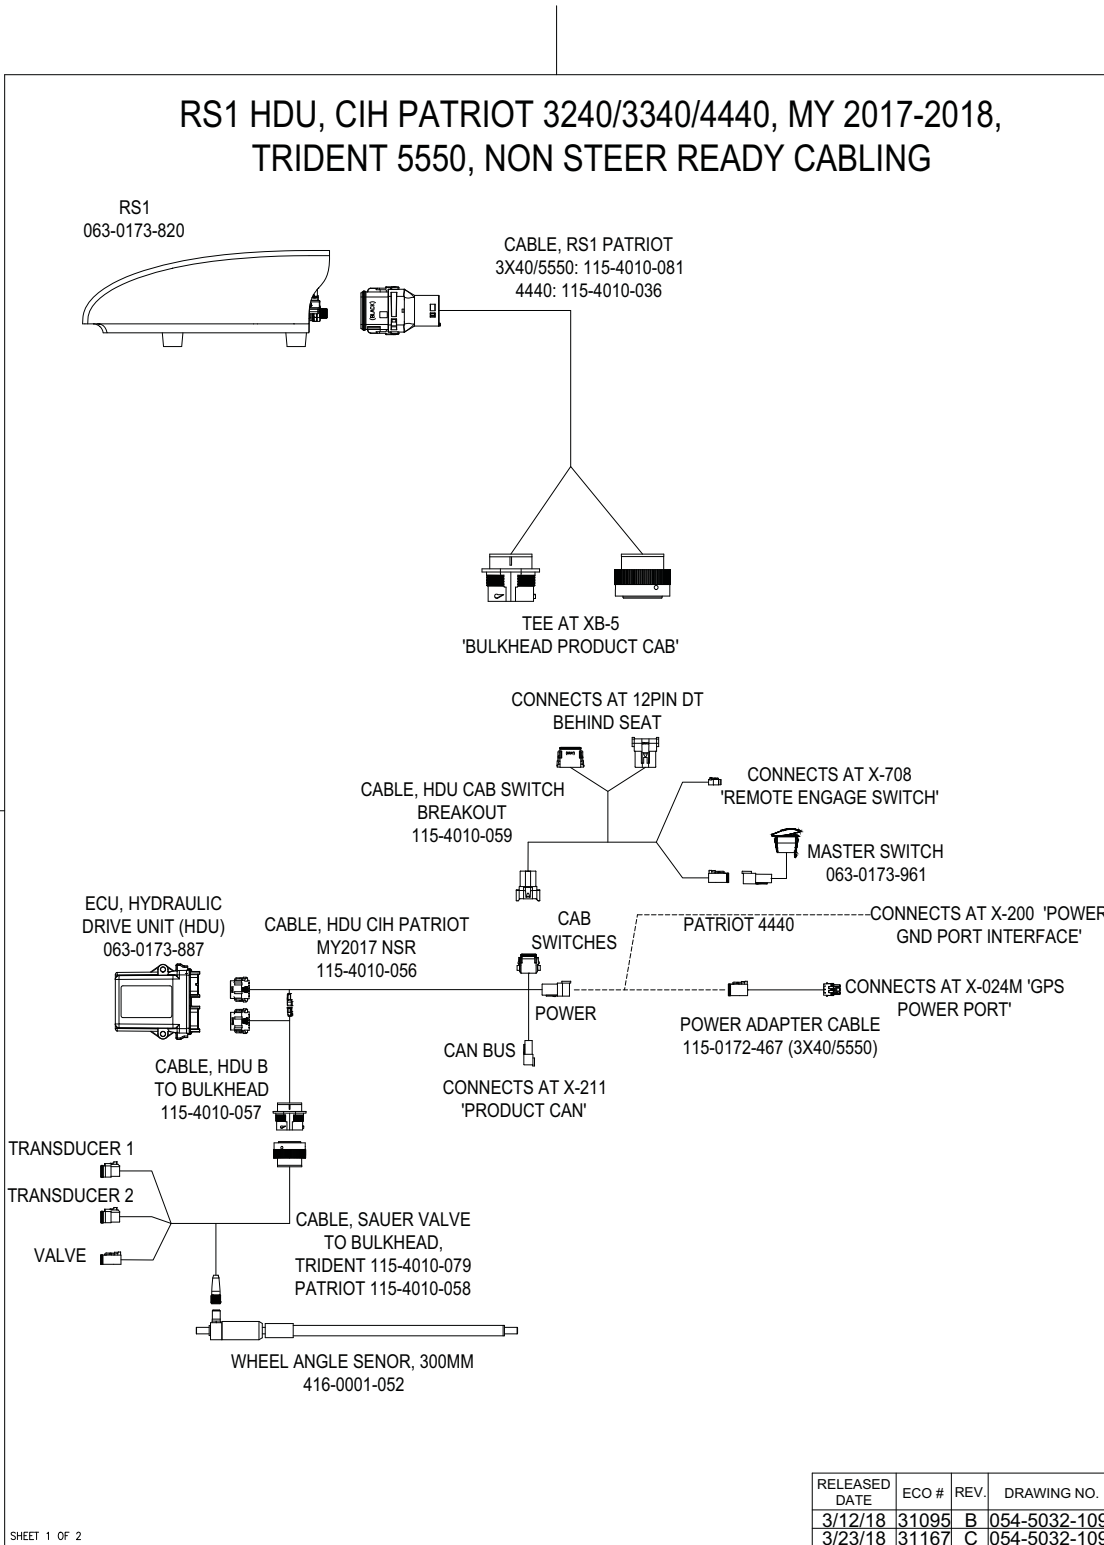 RS1 HDU, CIH PATRIOT 3240/3340/4440, MY 2017-2018,
TRIDENT 5550, NON STEER READY CABLING
RS1
063-0173-820
CABLE, RS1 PATRIOT
3X40/5550: 115-4010-081
4440: 115-4010-036
(BLACK)
TEE AT XB-5
'BULKHEAD PRODUCT CAB'
CONNECTS AT 12PIN DT
BEHIND SEAT
CABLE, HDU CAB SWITCH
BREAKOUT
115-4010-059
CONNECTS AT X-708
'REMOTE ENGAGE SWITCH'
MASTER SWITCH
063-0173-961
ECU, HYDRAULIC
DRIVE UNIT (HDU)
063-0173-887
CABLE, HDU CIH PATRIOT
MY2017 NSR
115-4010-056
CAB
SWITCHES
PATRIOT 4440
CONNECTS AT X-200 'POWER
GND PORT INTERFACE'
POWER
CONNECTS AT X-024M 'GPS
POWER PORT'
POWER ADAPTER CABLE
115-0172-467 (3X40/5550)
CAN BUS
CONNECTS AT X-211
'PRODUCT CAN'
CABLE, HDU B
TO BULKHEAD
115-4010-057
TRANSDUCER 1
TRANSDUCER 2
VALVE
CABLE, SAUER VALVE
TO BULKHEAD,
TRIDENT 115-4010-079
PATRIOT 115-4010-058
WHEEL ANGLE SENOR, 300MM
416-0001-052
RELEASED DATE ECO # REV. DRAWING NO.
3/12/18 31095 B 054-5032-109
3/23/18 31167 C 054-5032-109
SHEET 1 OF 2